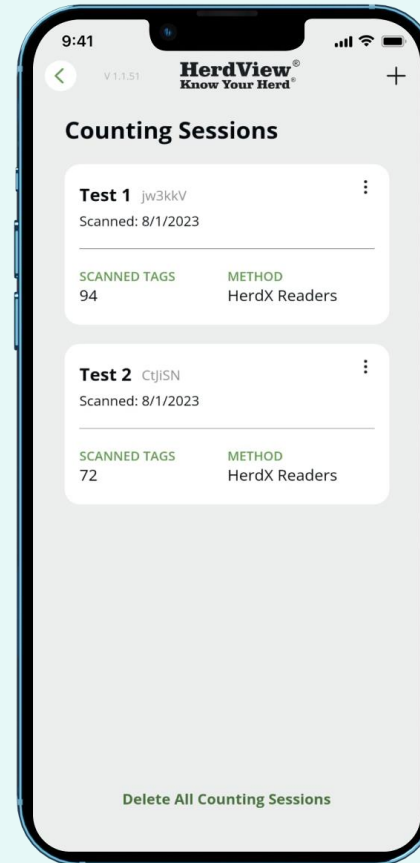 9:41
V 1.1.51
HerdView®
Know Your Herd®
+
Counting Sessions
Test 1 jw3kkV
Scanned: 8/1/2023
SCANNED TAGS METHOD
94 HerdX Readers
Test 2 CtJiSN
Scanned: 8/1/2023
SCANNED TAGS METHOD
72 HerdX Readers
Delete All Counting Sessions